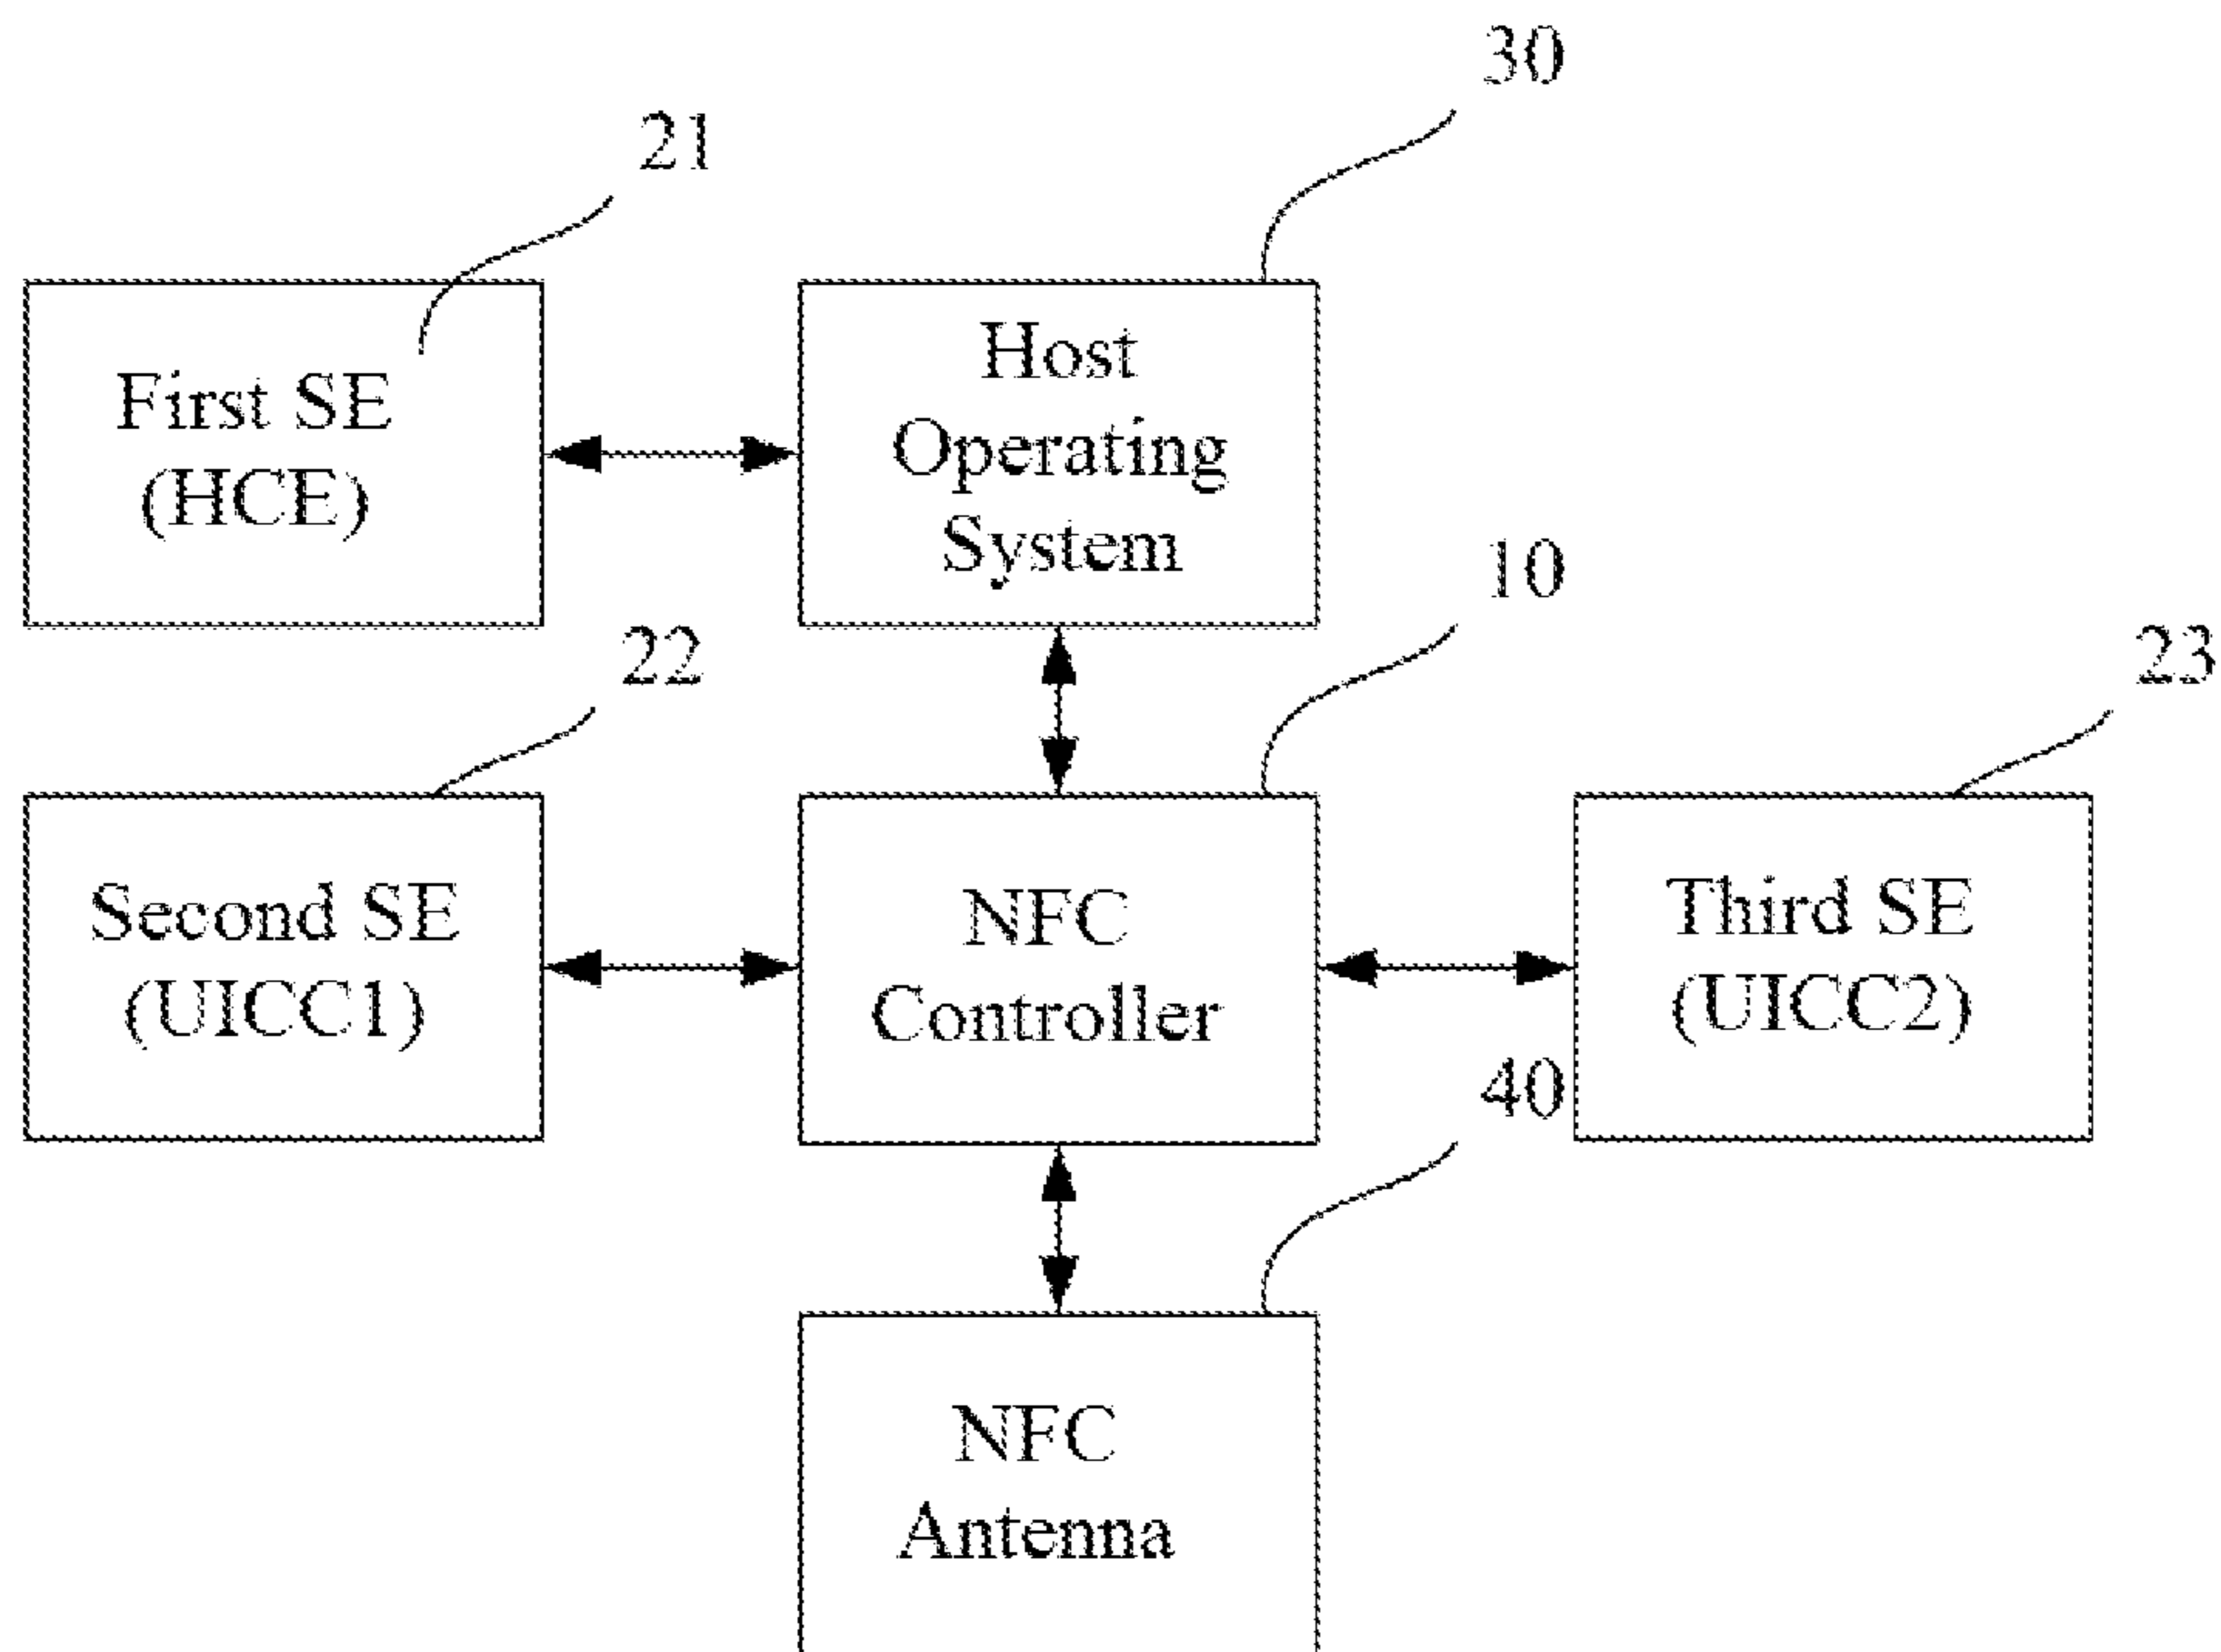 30
21
First SE
(HCE)
Host
Operating
System
10
22
23
Second SE
(UICC1)
NFC
Controller
Third SE
(UICC2)
40
NFC
Antenna